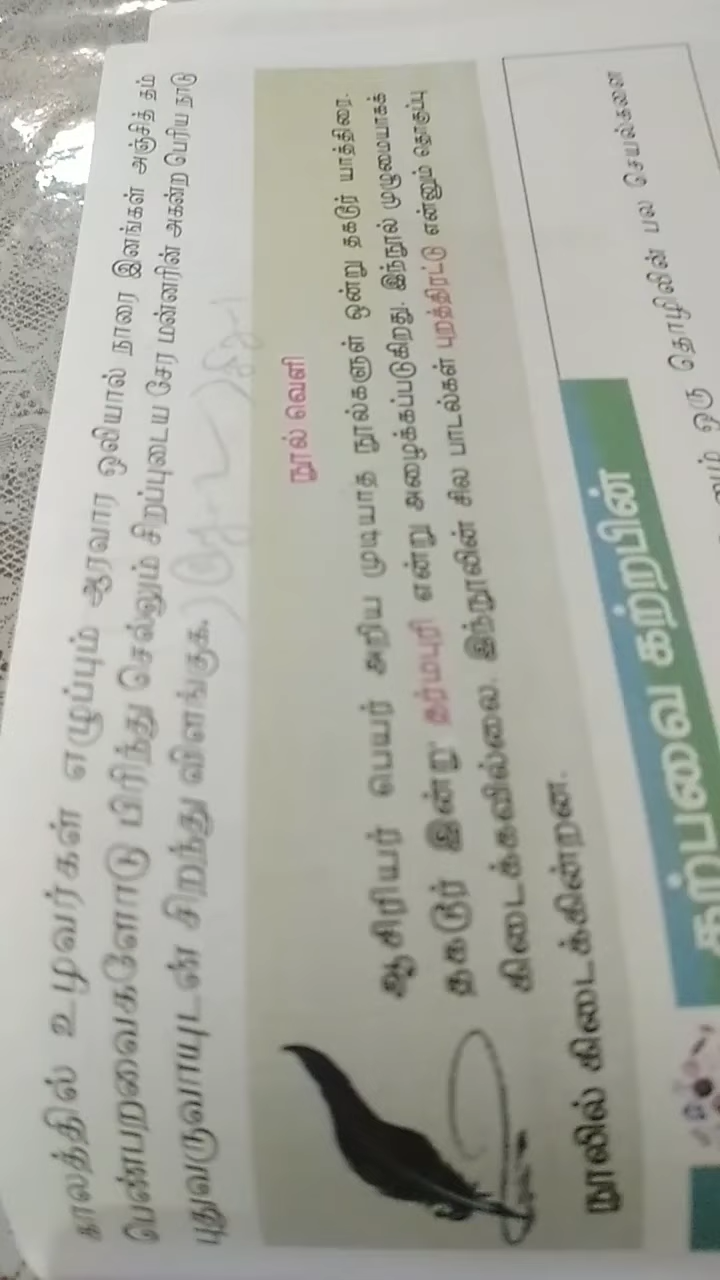 காலத்தில் உழவர்கள் எழுப்பும் ஆரவார ஒலியால் நாரை இனங்கள் அஞ்சித் தம்
பெண்பறவைகளோடு பிரிந்து செல்லும் சிறப்புடைய சேர மன்னரின் அகன்ற பெரிய நாடு
புதுவருவாயுடன் சிறந்து விளங்குக.
நூல் வெளி
ஆசிரியர் பெயர் அறிய முடியாத நூல்களுள் ஒன்று தகடூர் யாத்திரை.
தகடூர் இன்று தர்மபுரி என்று அழைக்கப்படுகிறது. இந்நூல் முழுமையாகக்
கிடைக்கவில்லை. இந்நூலின் சில பாடல்கள் புறத்திரட்டு என்னும் தொகுப்பு
நூலில் கிடைக்கின்றன.
கற்பவை கற்றபின்
ஒரு தொழிலின் பல செயல்களை